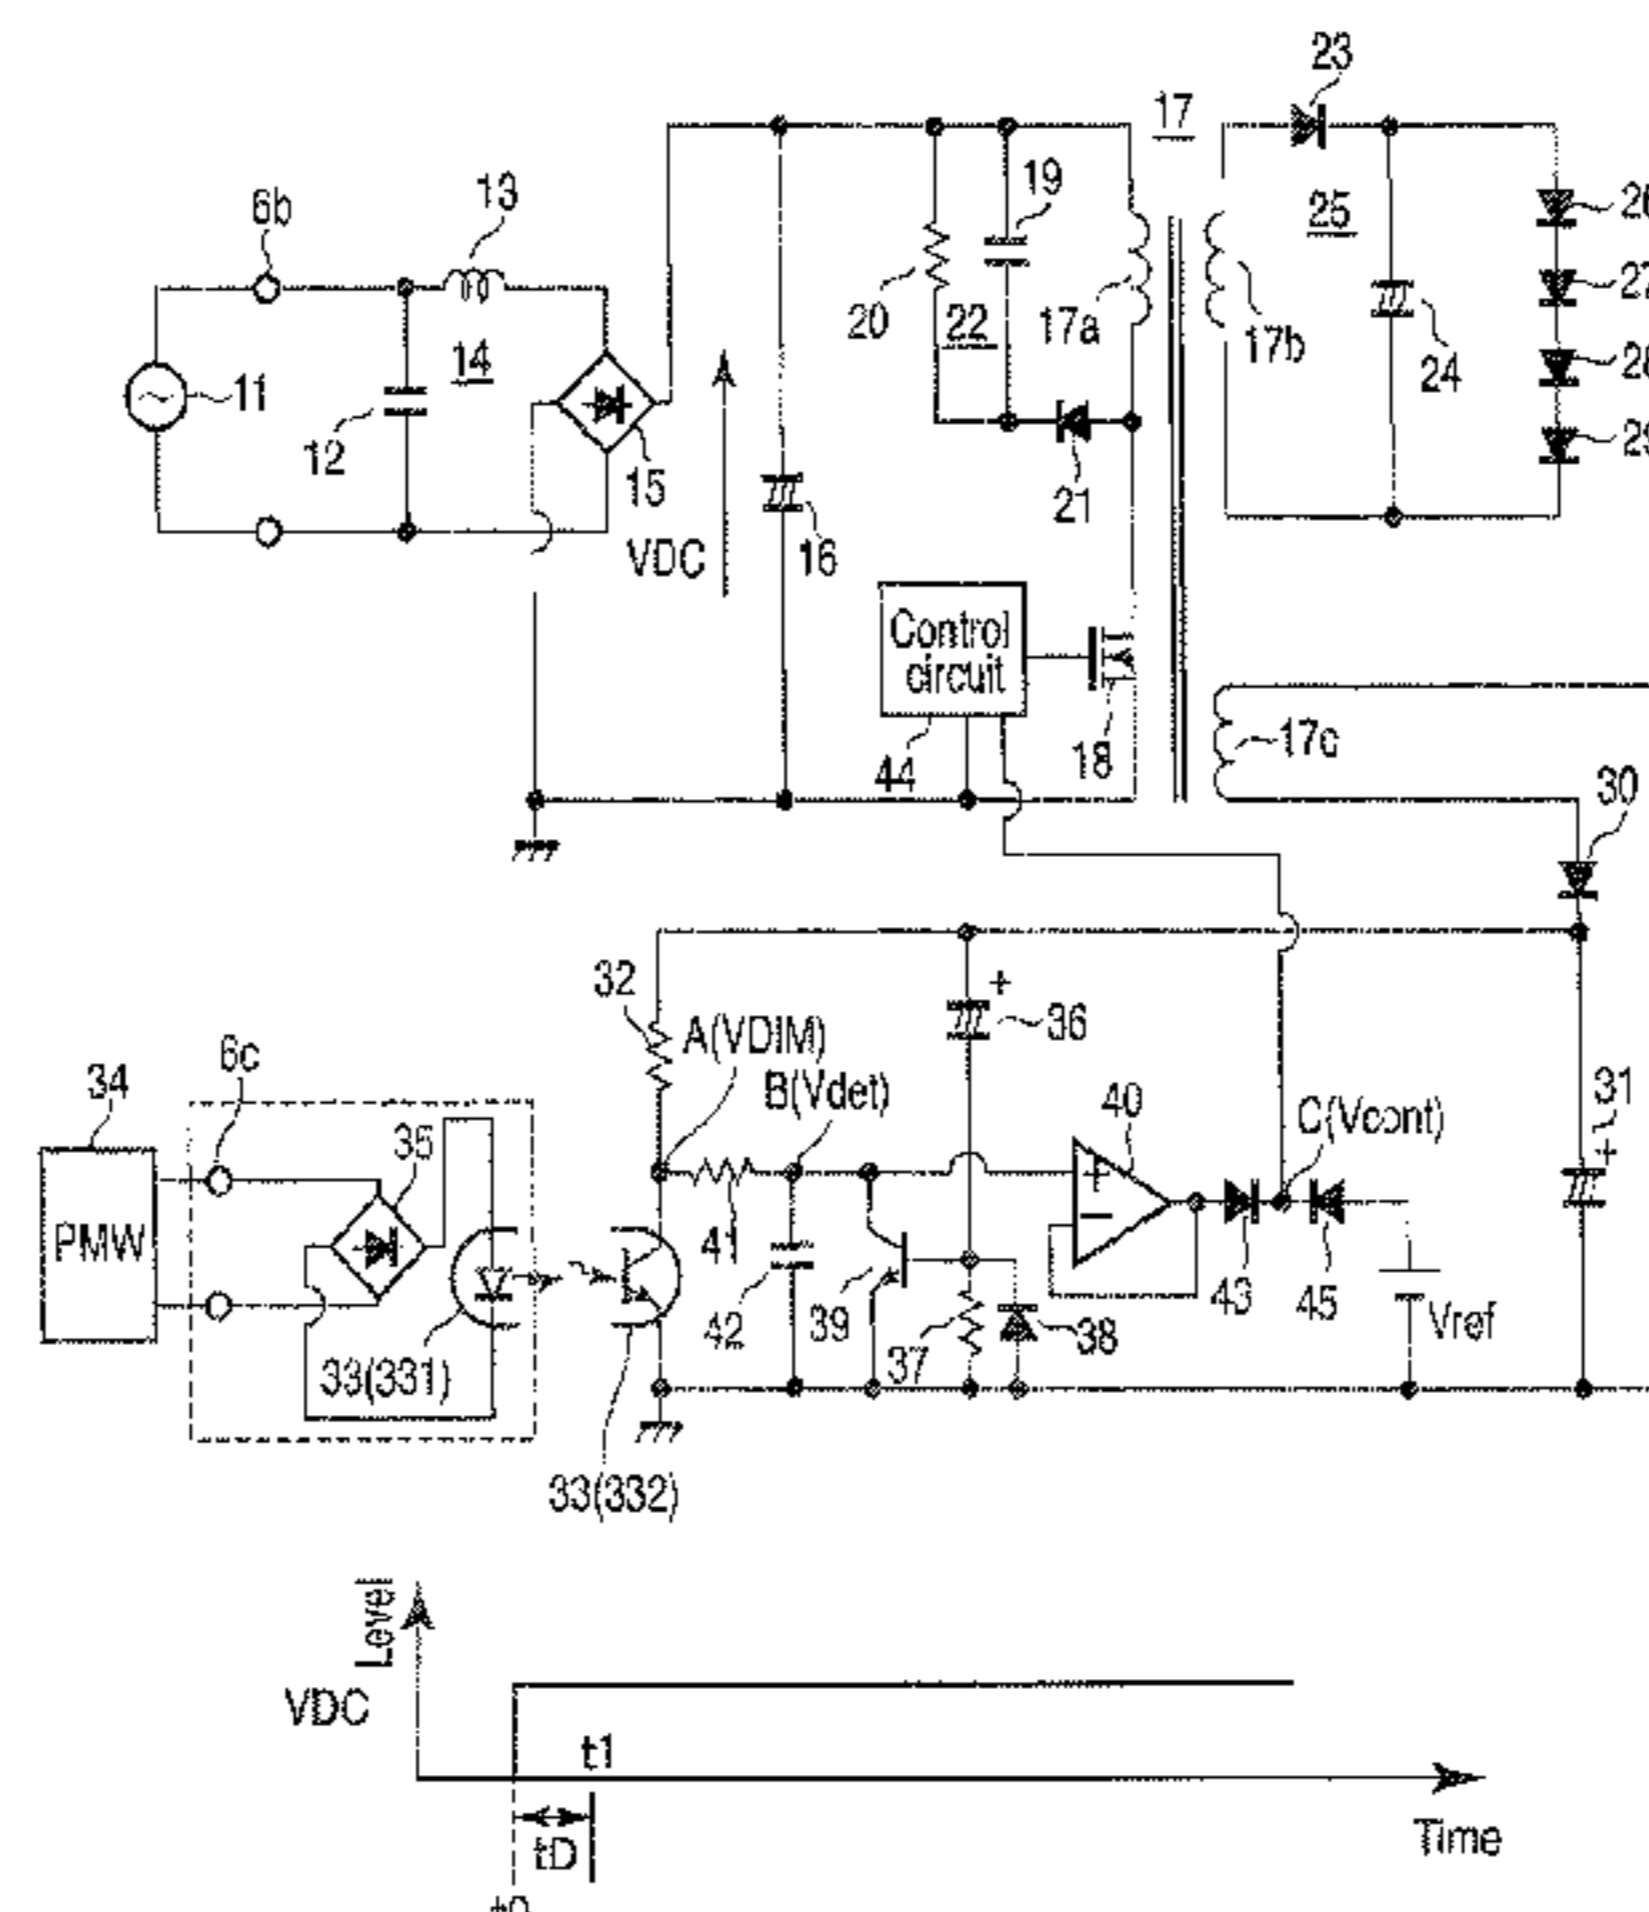 23
17
19
13
6b
25
26
27
20
22
17a
17b
28
24
14
11
12
15
29
21
VDC
16
Control
circuit
18
17c
44
30
32
A(VDIM)
+
36
6c
34
B(Vdet)
40
31
C(Vcont)
+
35
+
PMW
41
−
42
39
37
38
43
45
Vref
33(331)
33(332)
Level
VDC
t1
tD
Time